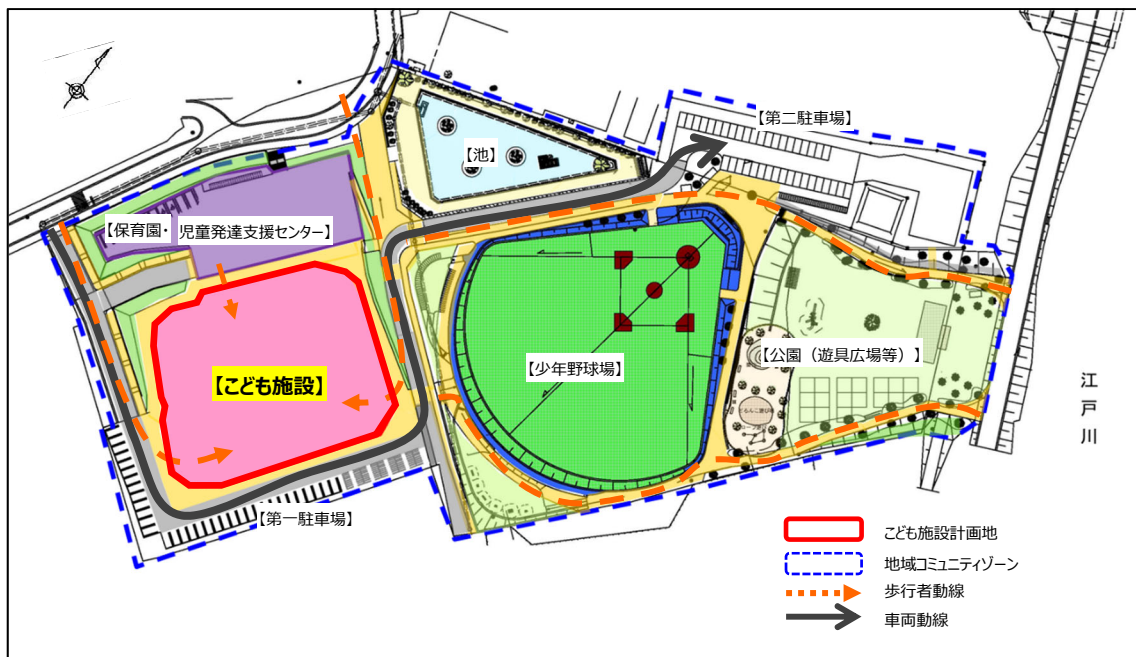 【第二駐車場】
【池】
【保育園・児童発達支援センター】
【こども施設】
【少年野球場】
【公園（遊具広場等）】
江戸川
【第一駐車場】
こども施設計画地
地域コミュニティゾーン
歩行者動線
車両動線